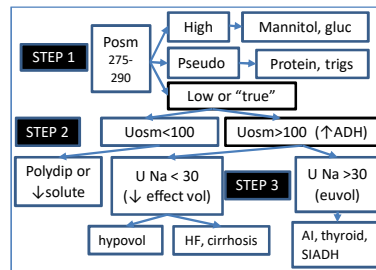 High
Mannitol, gluc
STEP 1
Posm
275-
290
Pseudo
Protein, trigs
Low or “true”
STEP 2
Uosm<100
Uosm>100 (↑ADH)
Polydip or
↓solute
U Na < 30
(↓ effect vol)
STEP 3
U Na >30
(euvol)
hypovol
HF, cirrhosis
AI, thyroid,
SIADH